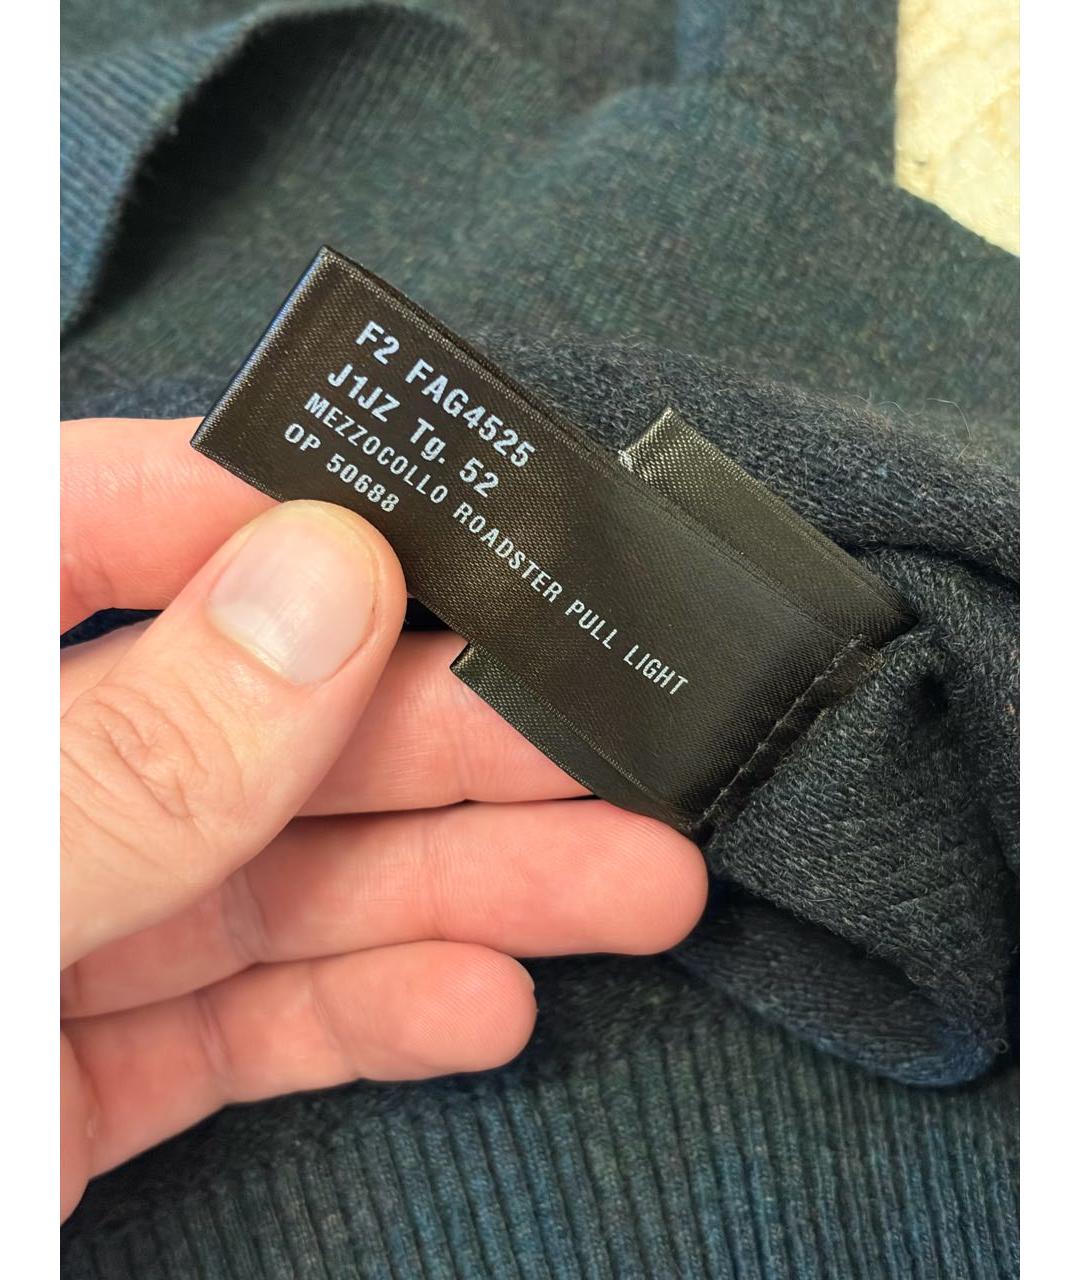 F2 FAG4525
J1JZ Tg. 52
MEZZOCOLLO ROADSTER PULL LIGHT
OP 50688